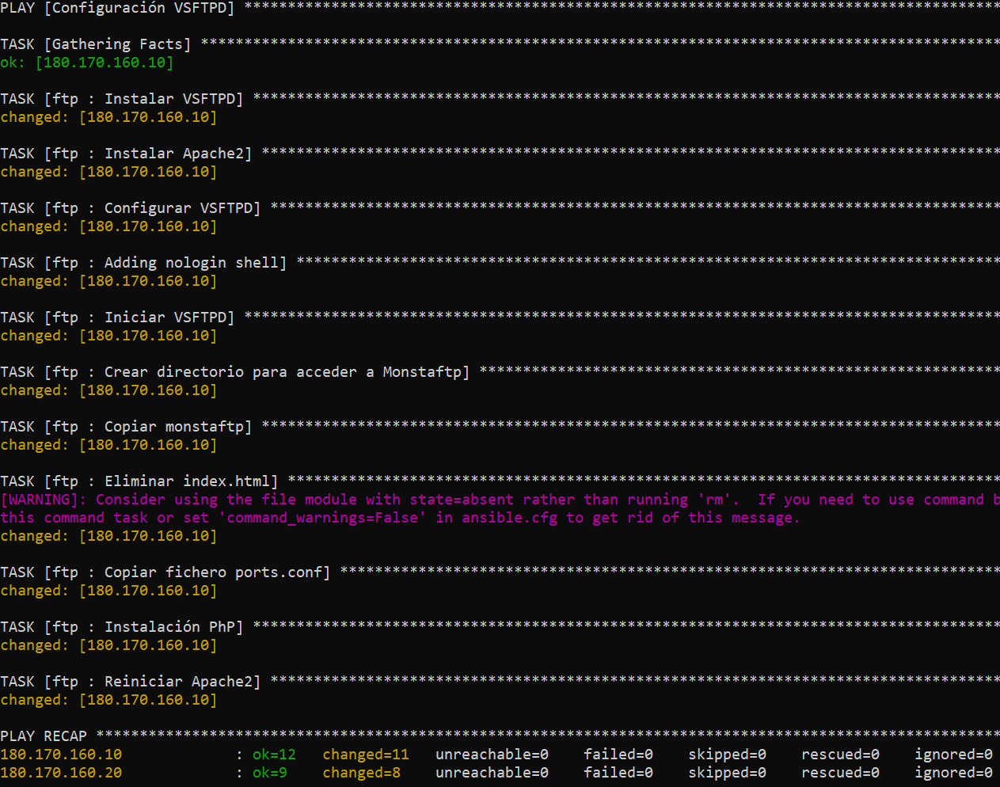 PLAY [Configuración VSFTPD] ****************************************************************************************
TASK [Gathering Facts] *********************************************************************************************
ok: [180.170.160.10]
TASK [ftp : Instalar VSFTPD] ***************************************************************************************
changed: [180.170.160.10]
TASK [ftp : Instalar Apache2] **************************************************************************************
changed: [180.170.160.10]
TASK [ftp : Configurar VSFTPD] *************************************************************************************
changed: [180.170.160.10]
TASK [ftp : Adding nologin shell] **********************************************************************************
changed: [180.170.160.10]
TASK [ftp : Iniciar VSFTPD] ****************************************************************************************
changed: [180.170.160.10]
TASK [ftp : Crear directorio para acceder a Monstaftp] *************************************************************
changed: [180.170.160.10]
TASK [ftp : Copiar monstaftp] **************************************************************************************
changed: [180.170.160.10]
TASK [ftp : Eliminar index.html] ***********************************************************************************
[WARNING]: Consider using the file module with state=absent rather than running 'rm'.  If you need to use command b
this command task or set 'command_warnings=False' in ansible.cfg to get rid of this message.
changed: [180.170.160.10]
TASK [ftp : Copiar fichero ports.conf] *****************************************************************************
changed: [180.170.160.10]
TASK [ftp : Instalación PhP] ***************************************************************************************
changed: [180.170.160.10]
TASK [ftp : Reiniciar Apache2] *************************************************************************************
changed: [180.170.160.10]
PLAY RECAP *********************************************************************************************************
180.170.160.10             : ok=12   changed=11   unreachable=0    failed=0    skipped=0    rescued=0    ignored=0
180.170.160.20             : ok=9    changed=8    unreachable=0    failed=0    skipped=0    rescued=0    ignored=0